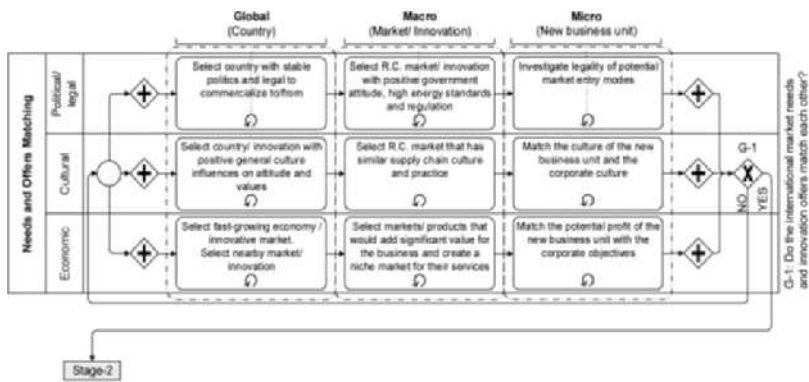 Global
(Country)
Macro
(Market/ Innovation)
Micro
(New business unit)
Needs and Offers Matching
Political/
legal
Select country with stable
politics and legal to
commercialize to/from
Select R.C. market/ innovation
with positive government
attitude, high energy standards
and regulation
Investigate legality of potential
market entry modes
Cultural
Select country/ innovation with
positive general culture
influences on attitude and
values
Select R.C. market that has
similar supply chain culture
and practice
Match the culture of the new
business unit and the
corporate culture
Economic
Select fast-growing economy /
innovative market.
Select nearby market/
innovation
Select markets/ products that
would add significant value for
the business and create a
niche market for their services
Match the potential profit of the
new business unit with the
corporate objectives
G-1
X
NO
YES
G-1: Do the international market needs
and innovation offers match each other?
Stage-2